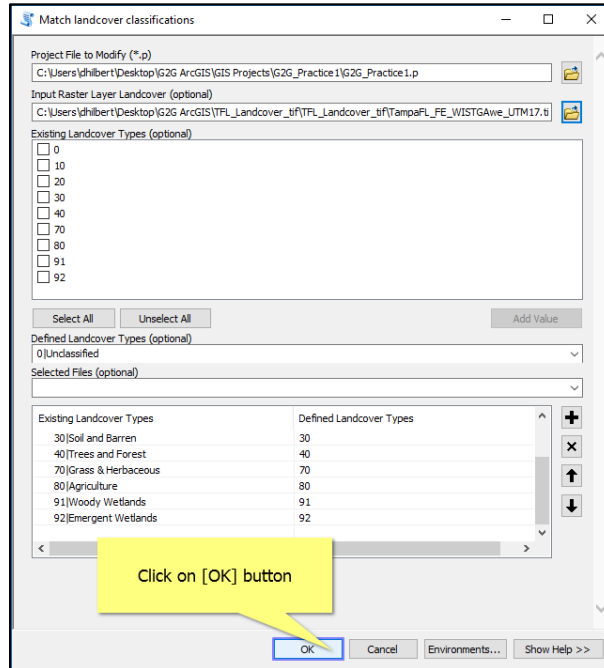 Match landcover classifications
Project File to Modify (*.p)
C:\Users\dhilbert\Desktop\G2G ArcGIS\GIS Projects\G2G_Practice1\G2G_Practice1.p
Input Raster Layer Landcover (optional)
C:\Users\dhilbert\Desktop\G2G ArcGIS\TFL_Landcover_tif\TFL_Landcover_tif\TampaFL_FE_WISTGAwe_UTM17.ti
Existing Landcover Types (optional)
0
10
20
30
40
70
80
91
92
Select All Unselect All Add Value
Defined Landcover Types (optional)
0|Unclassified
Selected Files (optional)
Existing Landcover Types Defined Landcover Types
30|Soil and Barren 30
40|Trees and Forest 40
70|Grass & Herbaceous 70
80|Agriculture 80
91|Woody Wetlands 91
92|Emergent Wetlands 92
Click on [OK] button
OK Cancel Environments... Show Help >>